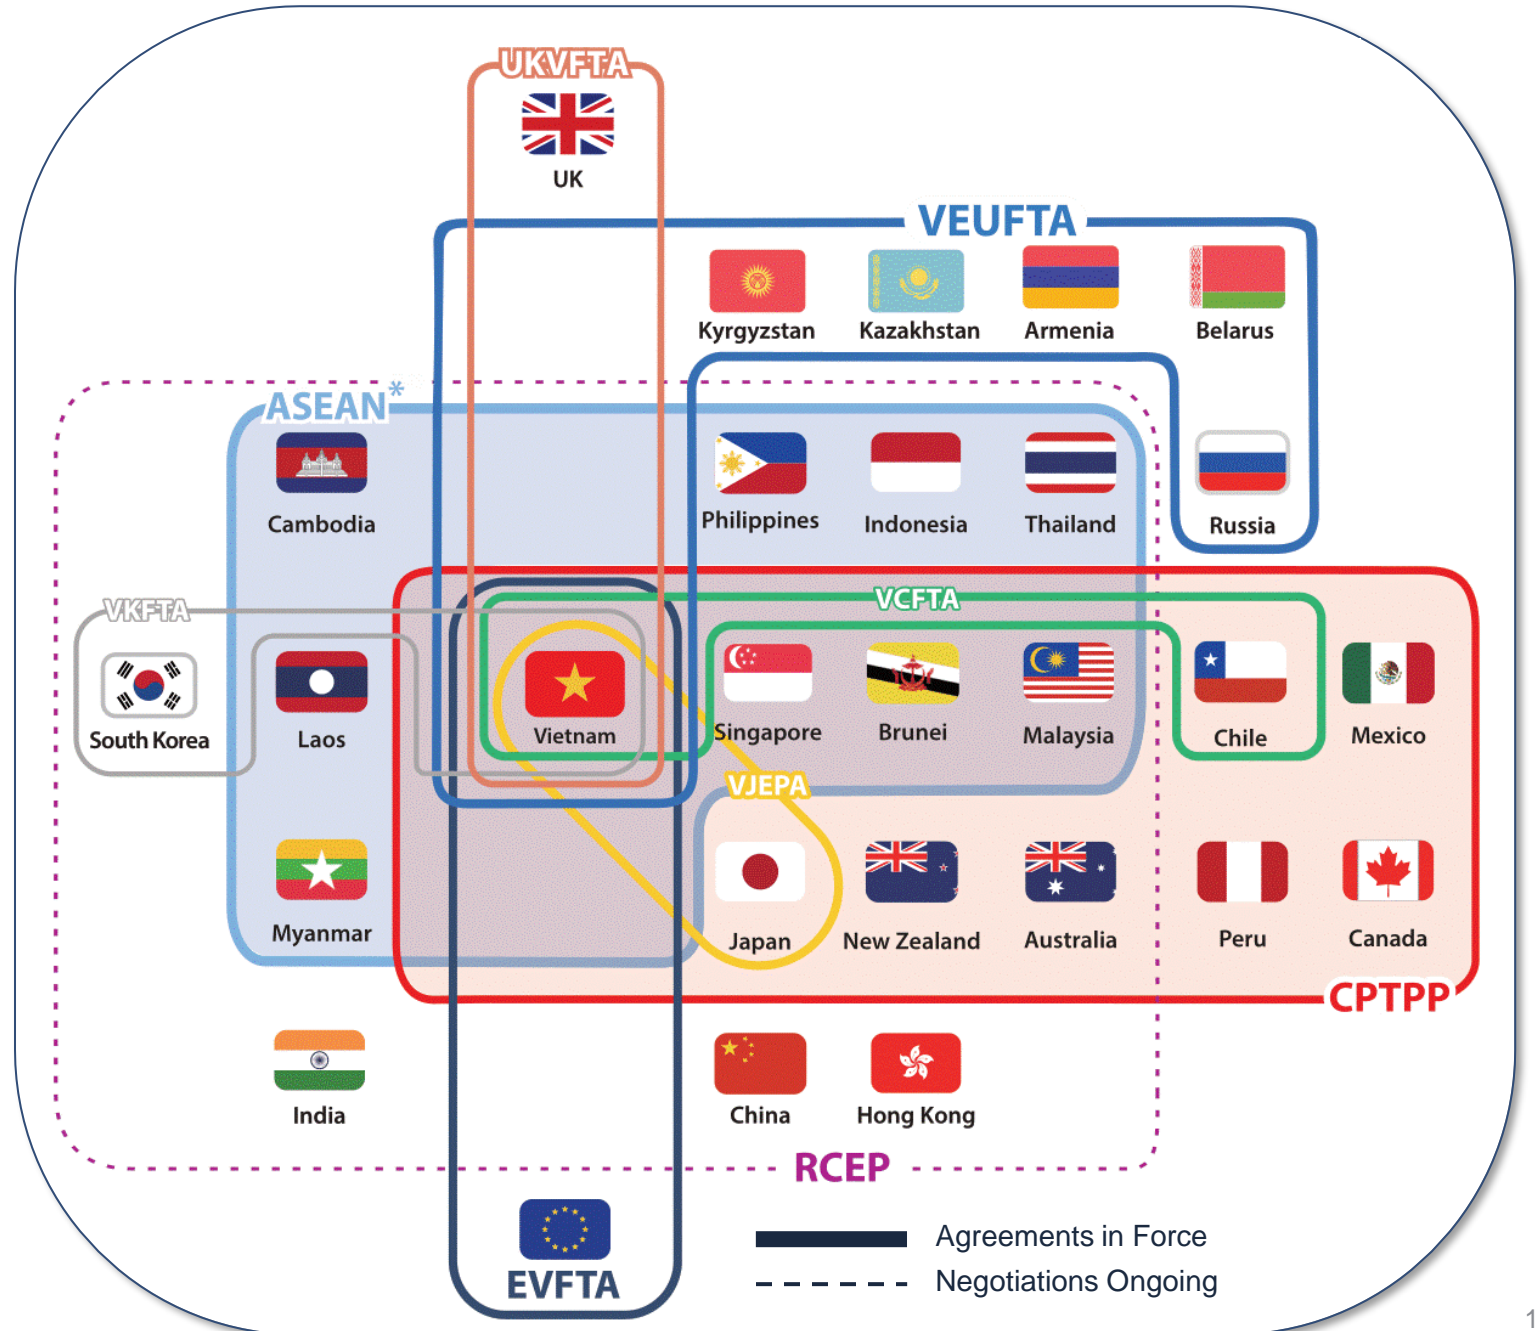 UKVFTA
UK
VEUFTA
Kyrgyzstan Kazakhstan Armenia Belarus
ASEAN*
Cambodia Philippines Indonesia Thailand Russia
VKFTA VCFTA
South Korea Laos Vietnam Singapore Brunei Malaysia Chile Mexico
VJEPA
Myanmar Japan New Zealand Australia Peru Canada
CPTPP
India China Hong Kong
RCEP
EVFTA
Agreements in Force
Negotiations Ongoing
1